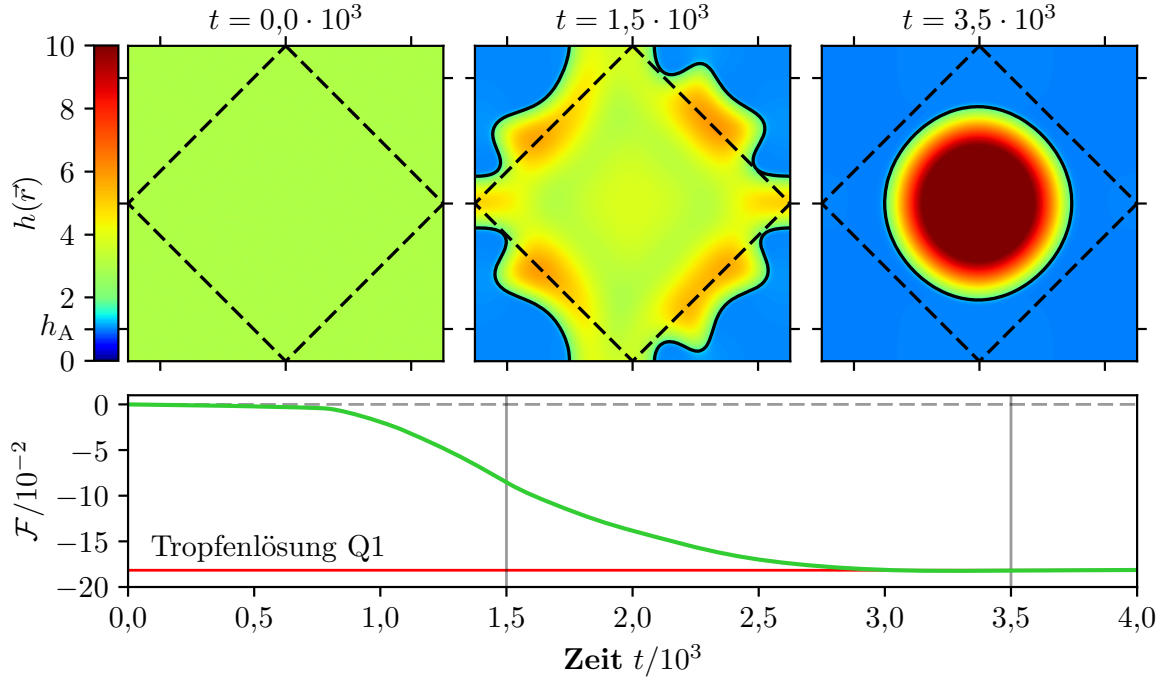 t = 0,0 · 10³
t = 1,5 · 10³
t = 3,5 · 10³
10
8
6
4
2
h_A
0
h(r⃗)
0
−5
−10
−15
−20
ℱ/10⁻²
Tropfenlösung Q1
0,0 0,5 1,0 1,5 2,0 2,5 3,0 3,5 4,0
Zeit t/10³